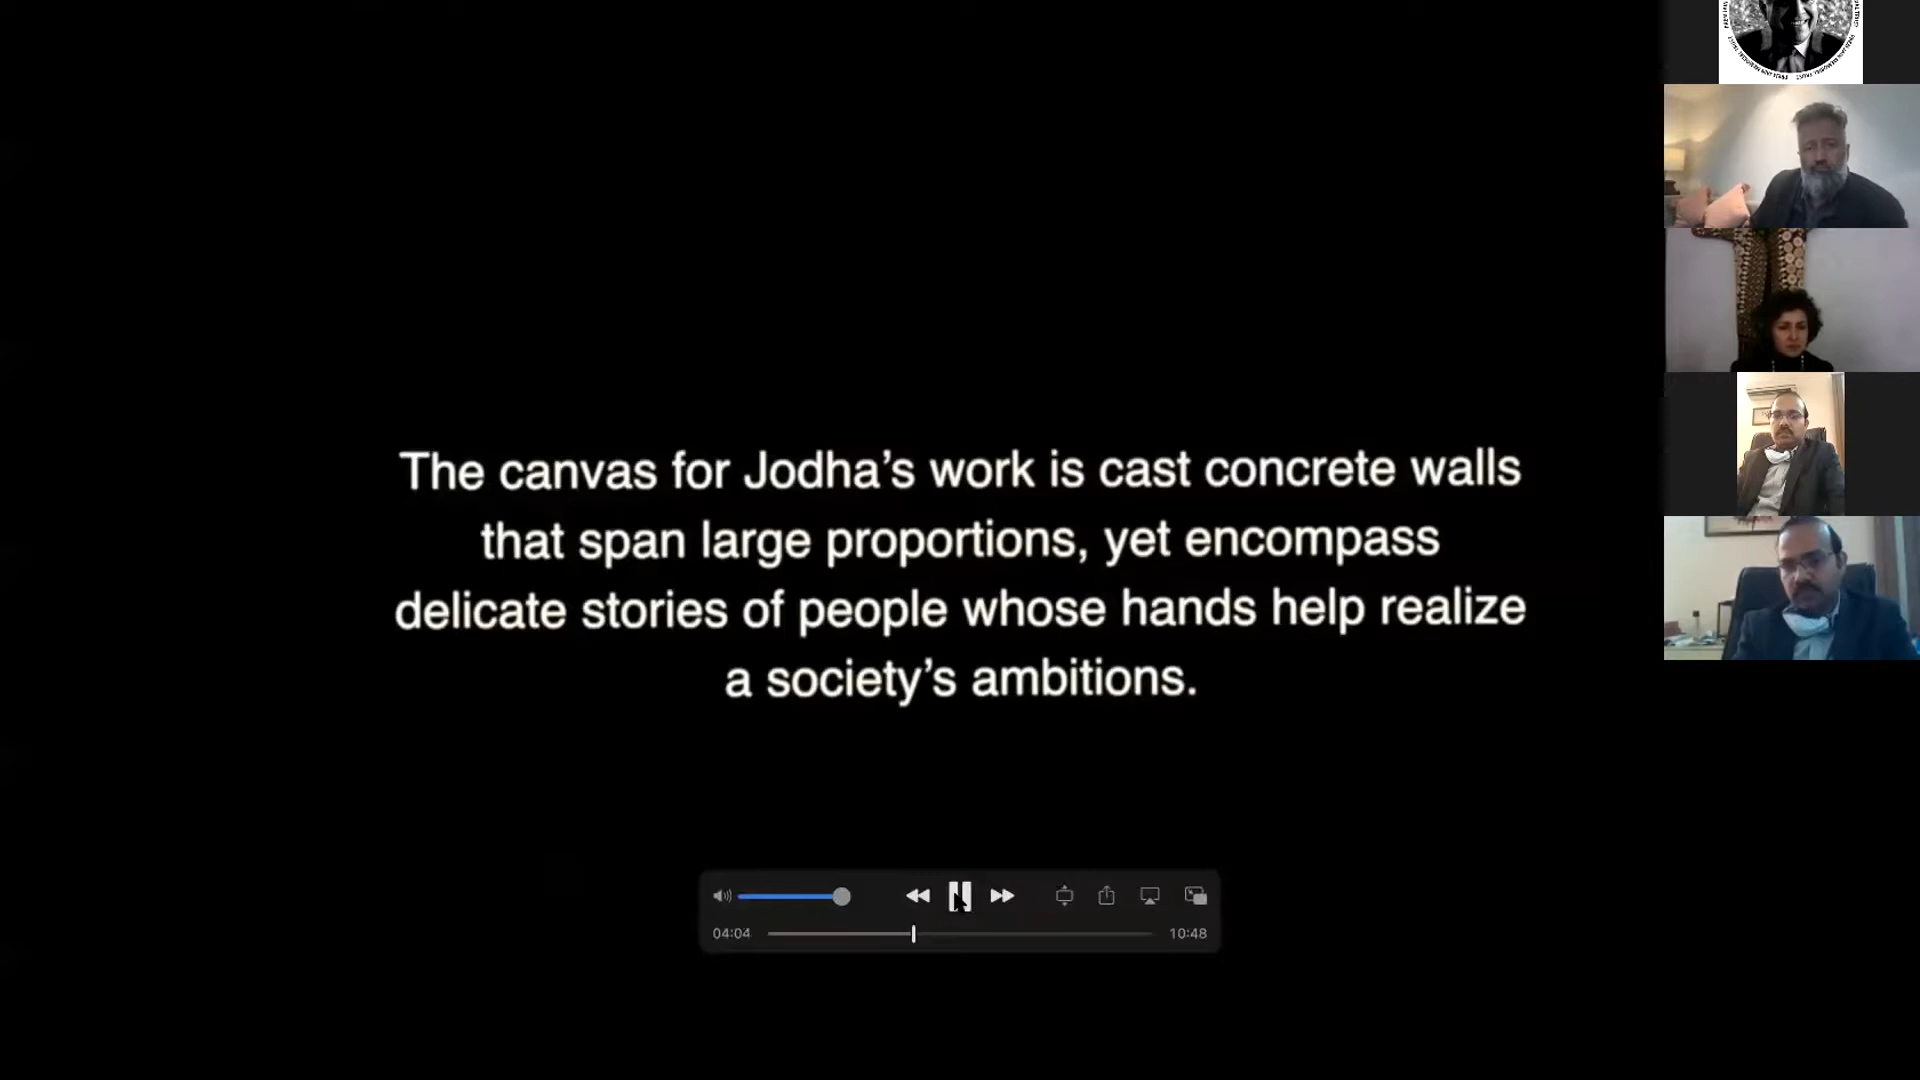 The canvas for Jodha’s work is cast concrete walls
that span large proportions, yet encompass
delicate stories of people whose hands help realize
a society’s ambitions.
04:04
10:48